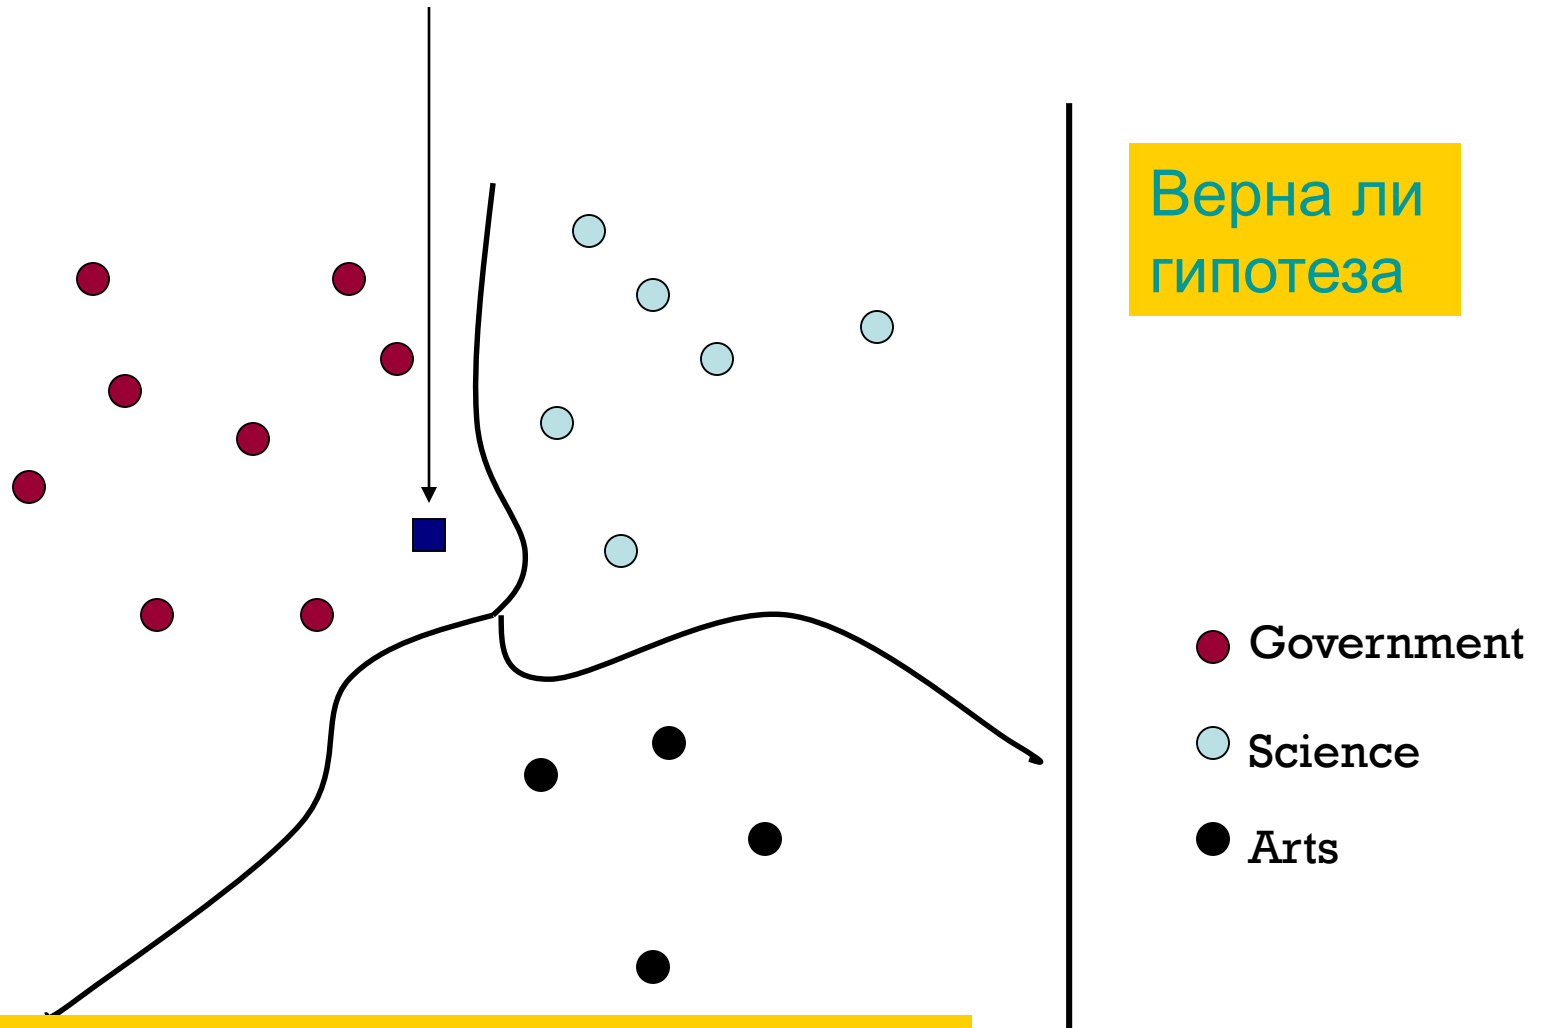 Верна ли
гипотеза
Government
Science
Arts